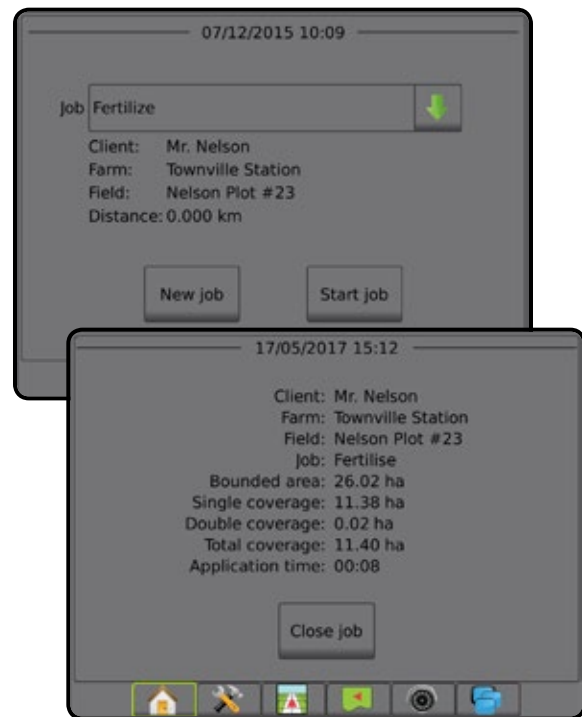 07/12/2015 10:09
Job Fertilize
Client: Mr. Nelson
Farm: Townville Station
Field: Nelson Plot #23
Distance: 0.000 km
New job Start job
17/05/2017 15:12
Client: Mr. Nelson
Farm: Townville Station
Field: Nelson Plot #23
Job: Fertilise
Bounded area: 26.02 ha
Single coverage: 11.38 ha
Double coverage: 0.02 ha
Total coverage: 11.40 ha
Application time: 00:08
Close job